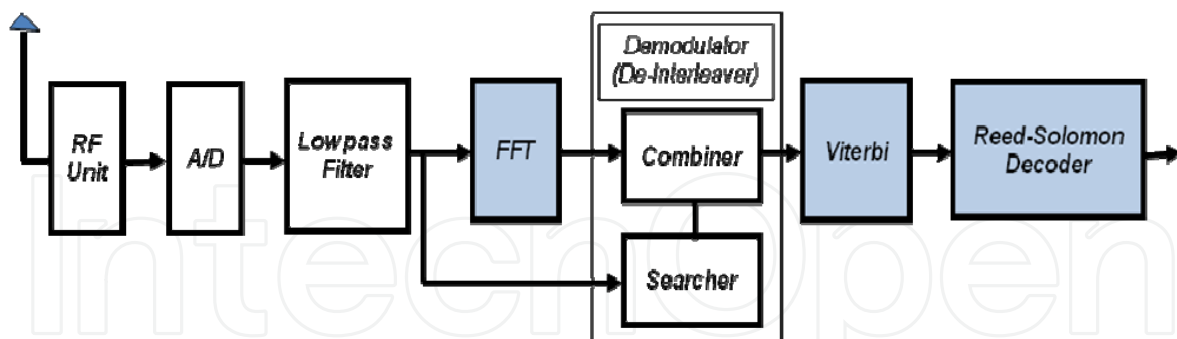 RF
Unit
A/D
Lowpass
Filter
FFT
Demodulator
(De-Interleaver)
Combiner
Searcher
Viterbi
Reed-Solomon
Decoder
IntechOpen